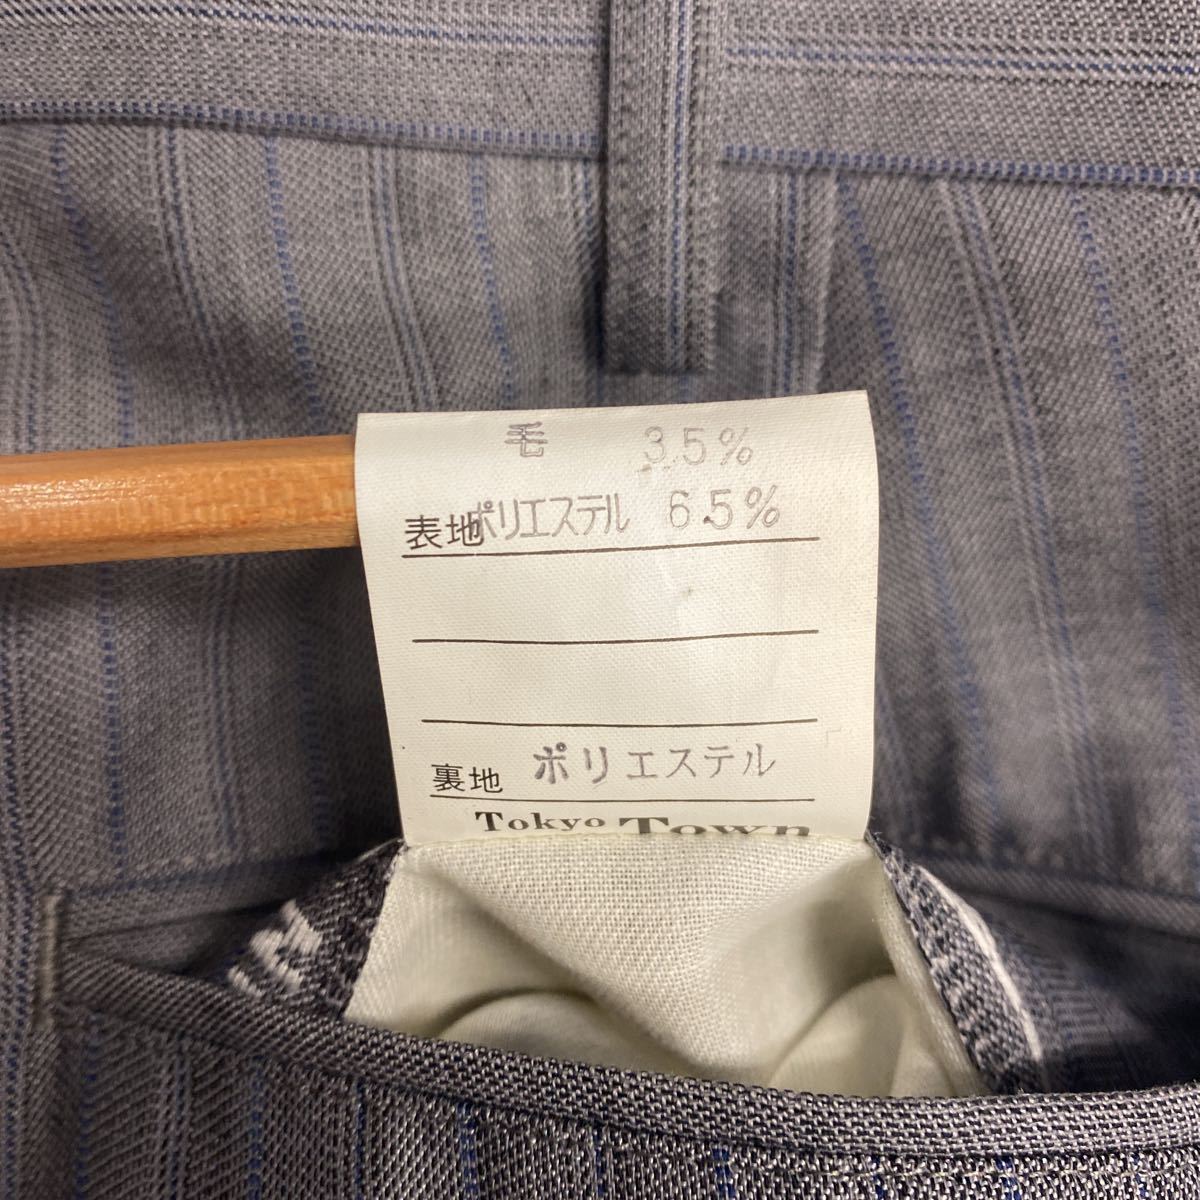 毛 35%
表地 ポリエステル 65%
裏地 ポリエステル
Tokyo Town